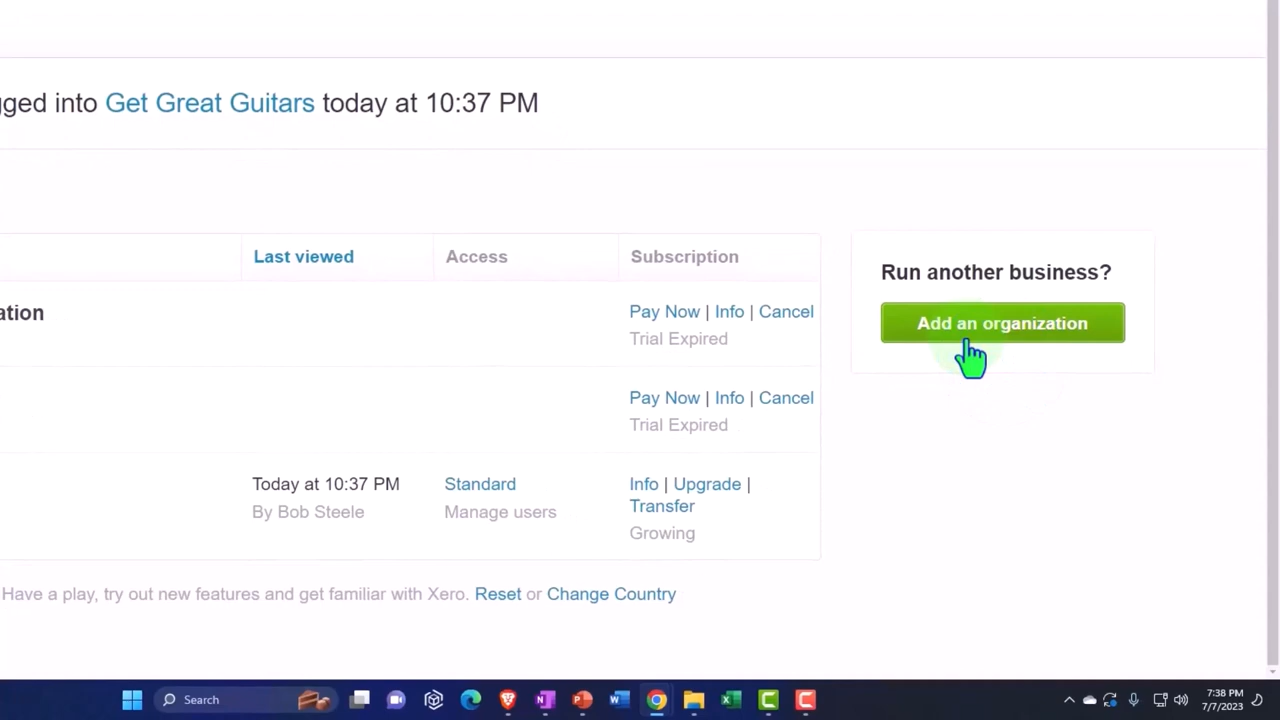 gged into Get Great Guitars today at 10:37 PM
Last viewed
Access
Subscription
Run another business?
Add an organization
ation
Pay Now | Info | Cancel
Trial Expired
Pay Now | Info | Cancel
Trial Expired
Today at 10:37 PM
Standard
Info | Upgrade |
Transfer
By Bob Steele
Manage users
Growing
Have a play, try out new features and get familiar with Xero. Reset or Change Country
Search
7:38 PM
7/7/2023